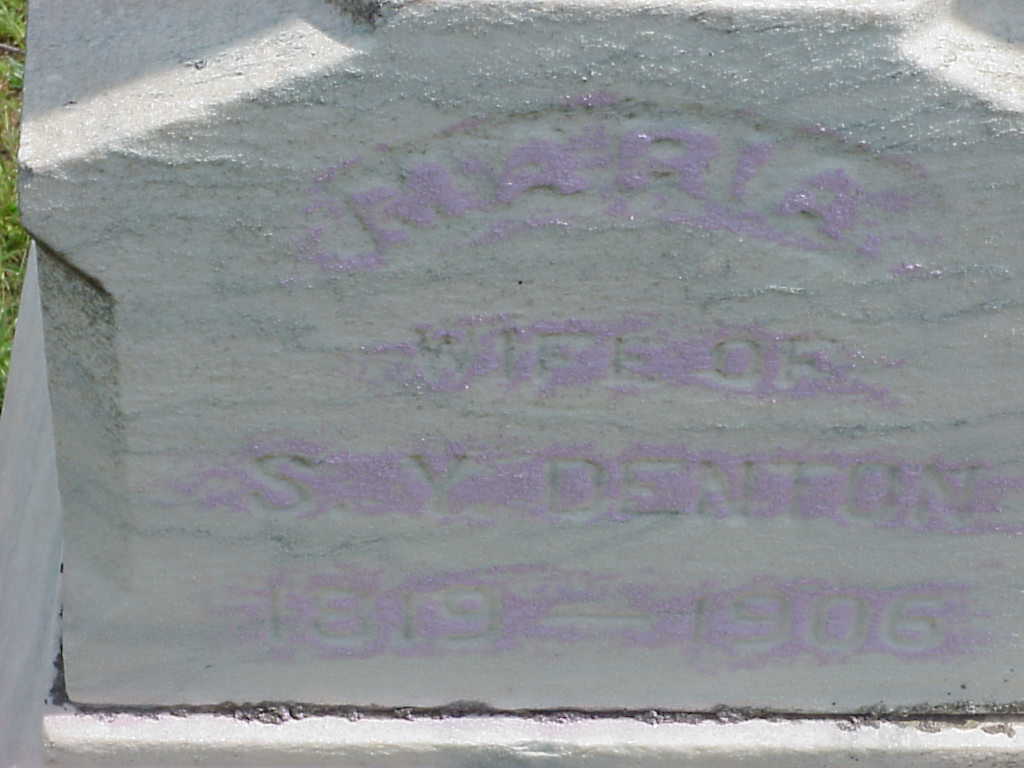 MARIA
WIFE OF
S. Y. DENTON
1819 — 1906